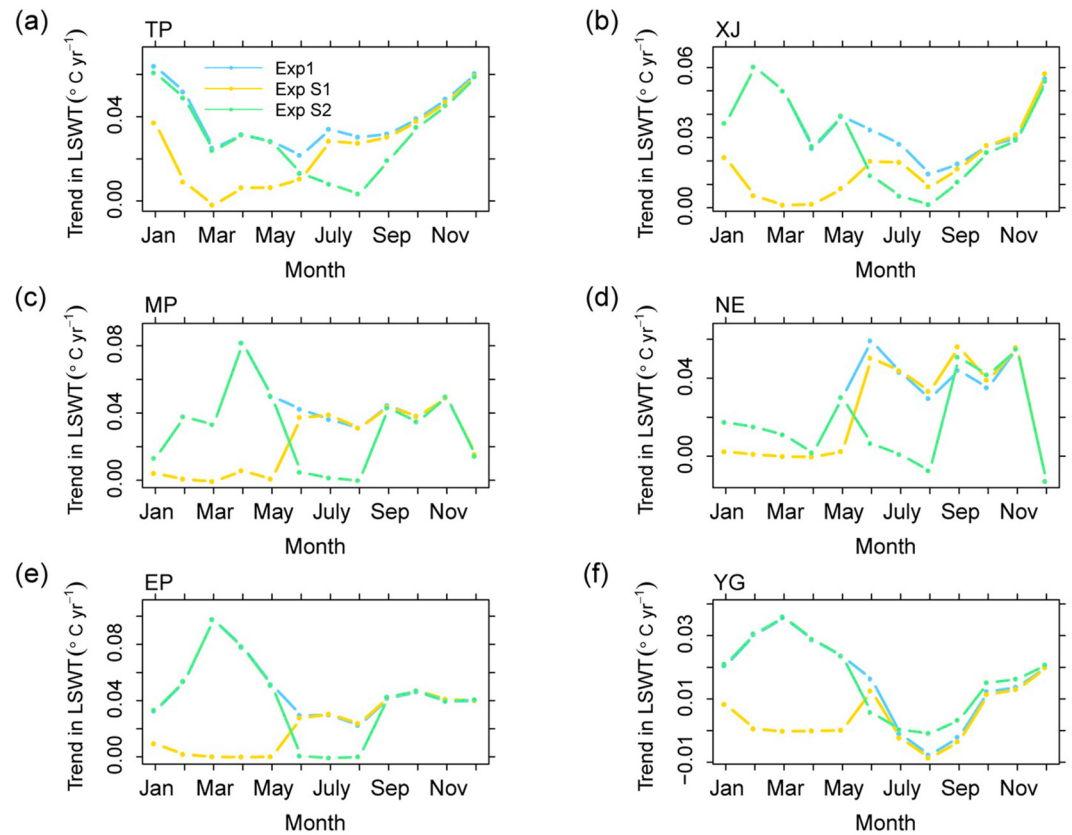 (a)
TP
Trend in LSWT(° C yr⁻¹)
0.04
0.00
Exp1
Exp S1
Exp S2
Jan Mar May July Sep Nov
Month
(b)
XJ
Trend in LSWT(° C yr⁻¹)
0.06
0.03
0.00
Jan Mar May July Sep Nov
Month
(c)
MP
Trend in LSWT(° C yr⁻¹)
0.08
0.04
0.00
Jan Mar May July Sep Nov
Month
(d)
NE
Trend in LSWT(° C yr⁻¹)
0.04
0.00
Jan Mar May July Sep Nov
Month
(e)
EP
Trend in LSWT(° C yr⁻¹)
0.08
0.04
0.00
Jan Mar May July Sep Nov
Month
(f)
YG
Trend in LSWT(° C yr⁻¹)
0.03
0.01
−0.01
Jan Mar May July Sep Nov
Month